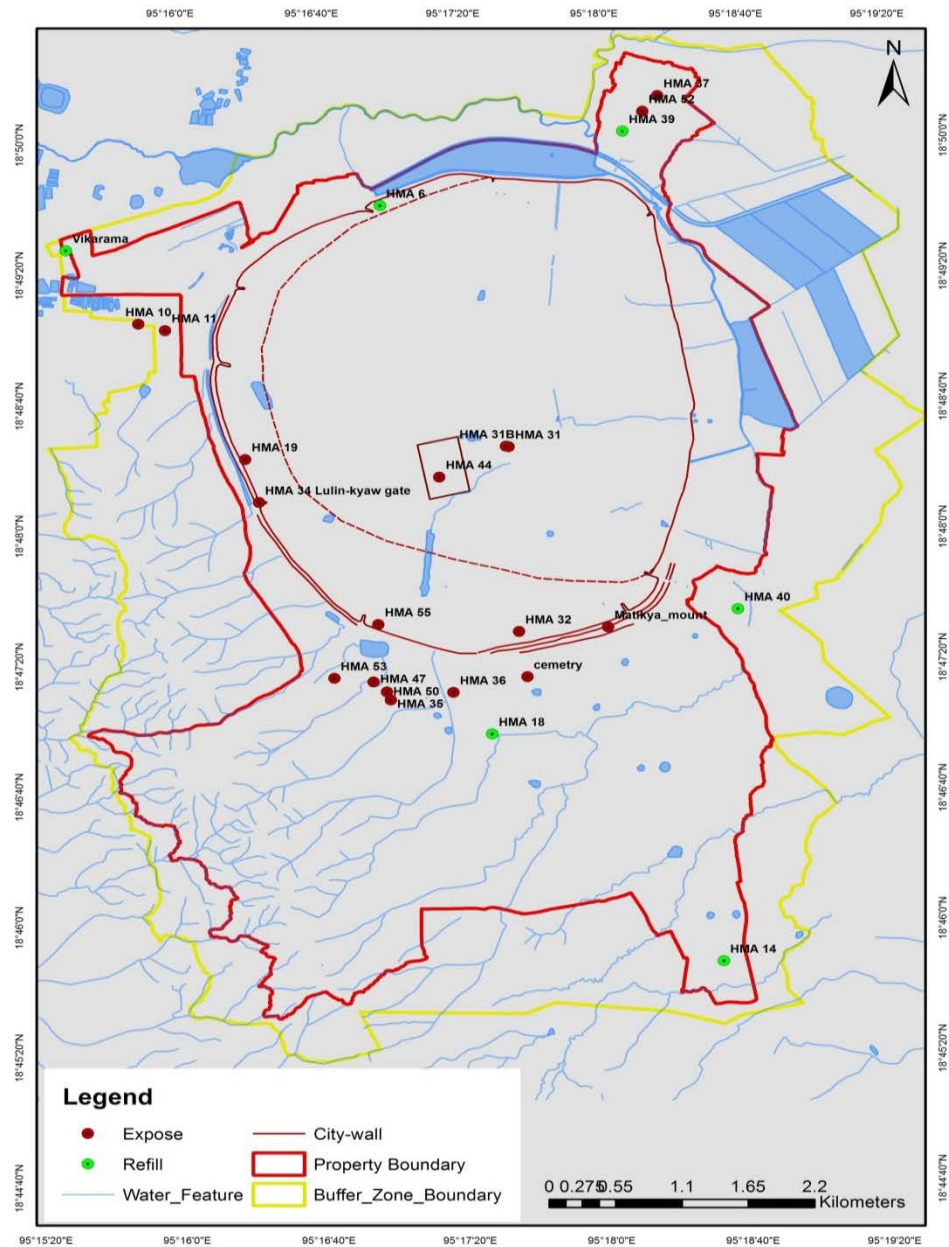 95°16'0"E 95°16'40"E 95°17'20"E 95°18'0"E 95°18'40"E 95°19'20"E
N
HMA 37
HMA 52
HMA 39
18°50'0"N 18°50'0"N
HMA 6
Vikarama
18°49'20"N 18°49'20"N
HMA 10
HMA 11
18°48'40"N 18°48'40"N
HMA 31B HMA 31
HMA 19
HMA 44
HMA 34 Lulin-kyaw gate
18°48'0"N 18°48'0"N
HMA 40
HMA 55
HMA 32
Matikya_mount
18°47'20"N 18°47'20"N
cemetry
HMA 53
HMA 47
HMA 50
HMA 36
HMA 35
HMA 18
18°46'40"N 18°46'40"N
18°46'0"N 18°46'0"N
HMA 14
18°45'20"N 18°45'20"N
Legend
Expose
City-wall
Refill
Property Boundary
Water_Feature
Buffer_Zone_Boundary
18°44'40"N 18°44'40"N
0 0.275 0.55 1.1 1.65 2.2
Kilometers
95°15'20"E 95°16'0"E 95°16'40"E 95°17'20"E 95°18'0"E 95°18'40"E 95°19'20"E